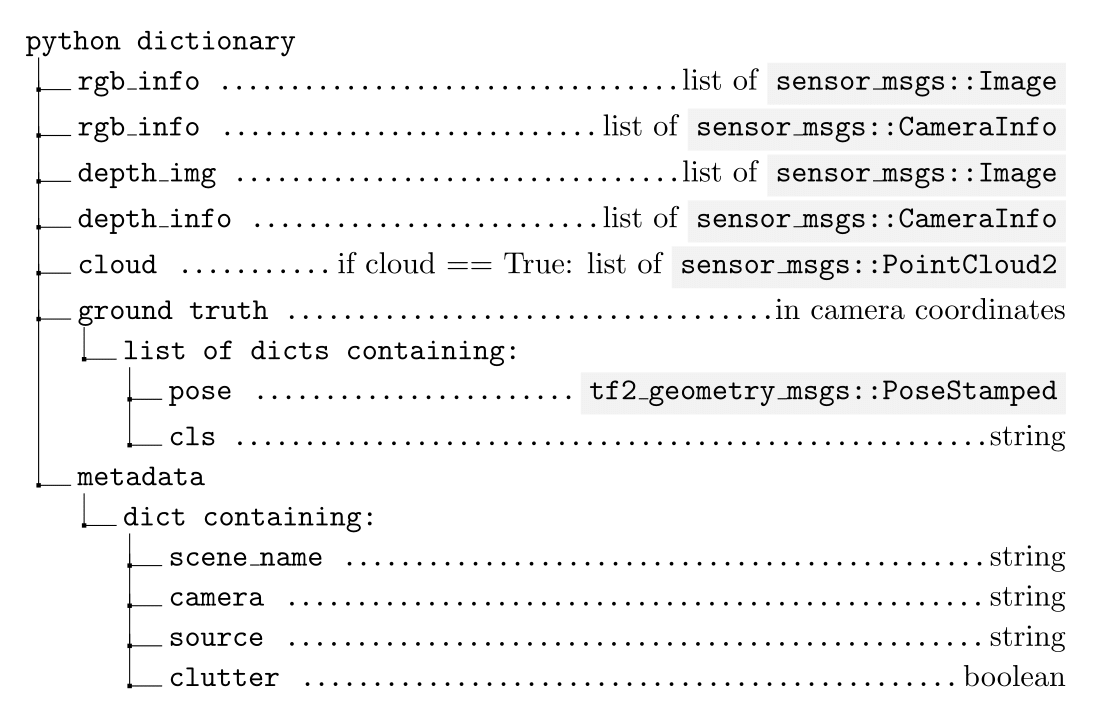 python dictionary
rgb_info ................................ list of sensor_msgs::Image
rgb_info .......................... list of sensor_msgs::CameraInfo
depth_img ............................... list of sensor_msgs::Image
depth_info ........................ list of sensor_msgs::CameraInfo
cloud ........... if cloud == True: list of sensor_msgs::PointCloud2
ground truth .................................. in camera coordinates
list of dicts containing:
pose ...................... tf2_geometry_msgs::PoseStamped
cls ..................................................... string
metadata
dict containing:
scene_name ............................................. string
camera ................................................. string
source ................................................. string
clutter .............................................. boolean